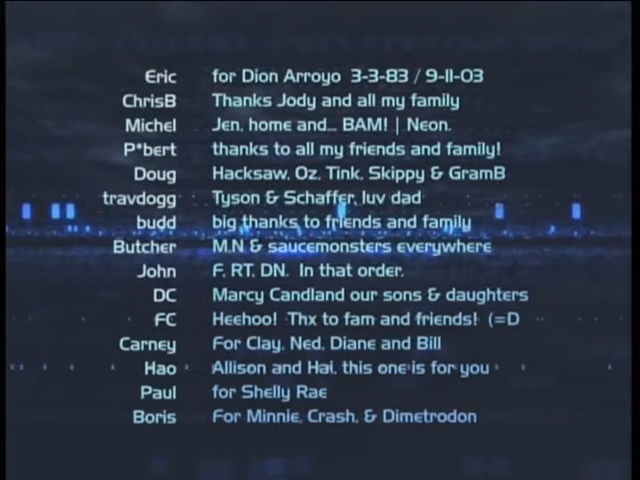 Eric for Dion Arroyo 3-3-83 / 9-11-03
ChrisB Thanks Jody and all my family
Michel Jen, home and... BAM! | Neon.
P*bert thanks to all my friends and family!
Doug Hacksaw, Oz, Tink, Skippy & GramB
travdogg Tyson & Schaffer, luv dad
budd big thanks to friends and family
Butcher M.N & saucemonsters everywhere
John F, RT, DN. In that order.
DC Marcy Candland our sons & daughters
FC Heehoo! Thx to fam and friends! (=D
Carney For Clay, Ned, Diane and Bill
Hao Allison and Hal, this one is for you
Paul for Shelly Rae
Boris For Minnie, Crash, & Dimetrodon